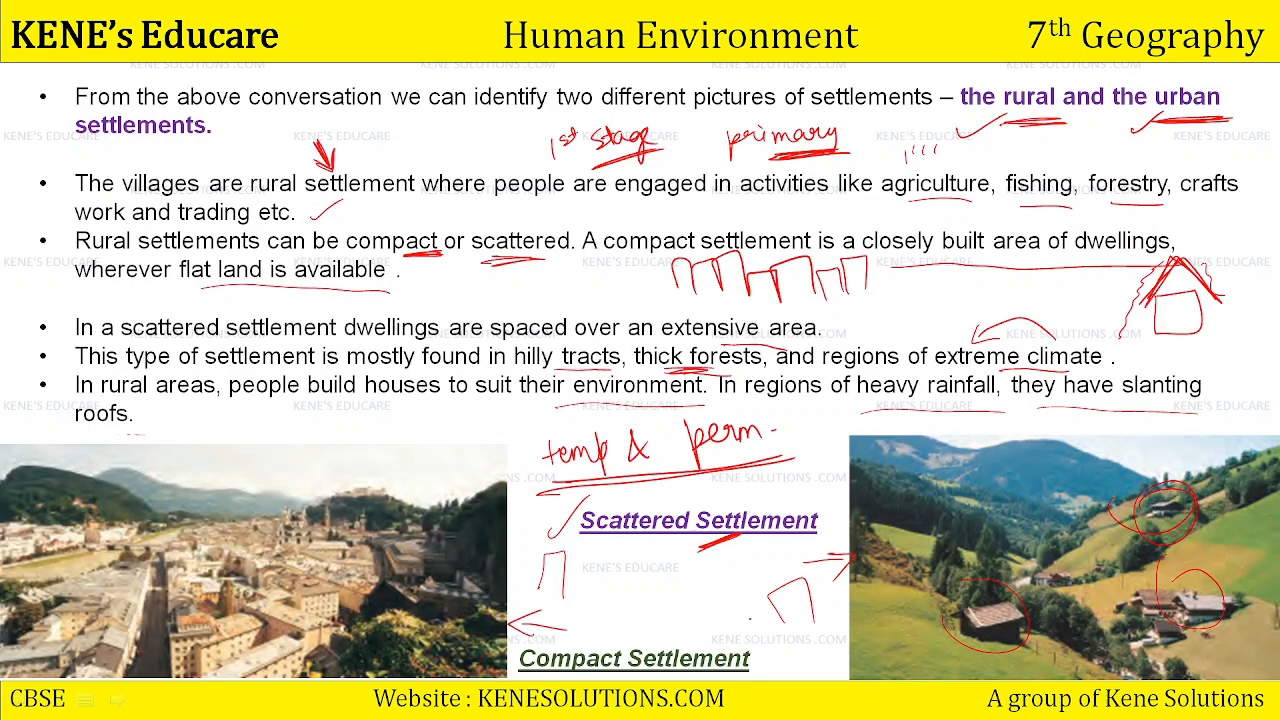 KENE's Educare Human Environment 7th Geography
• From the above conversation we can identify two different pictures of settlements – the rural and the urban
settlements.
1st stage primary
• The villages are rural settlement where people are engaged in activities like agriculture, fishing, forestry, crafts
work and trading etc.
• Rural settlements can be compact or scattered. A compact settlement is a closely built area of dwellings,
wherever flat land is available .
• In a scattered settlement dwellings are spaced over an extensive area.
• This type of settlement is mostly found in hilly tracts, thick forests, and regions of extreme climate .
• In rural areas, people build houses to suit their environment. In regions of heavy rainfall, they have slanting
roofs.
temp & perm.
Scattered Settlement
KENE'S EDUCARE
Compact Settlement
CBSE Website : KENESOLUTIONS.COM A group of Kene Solutions